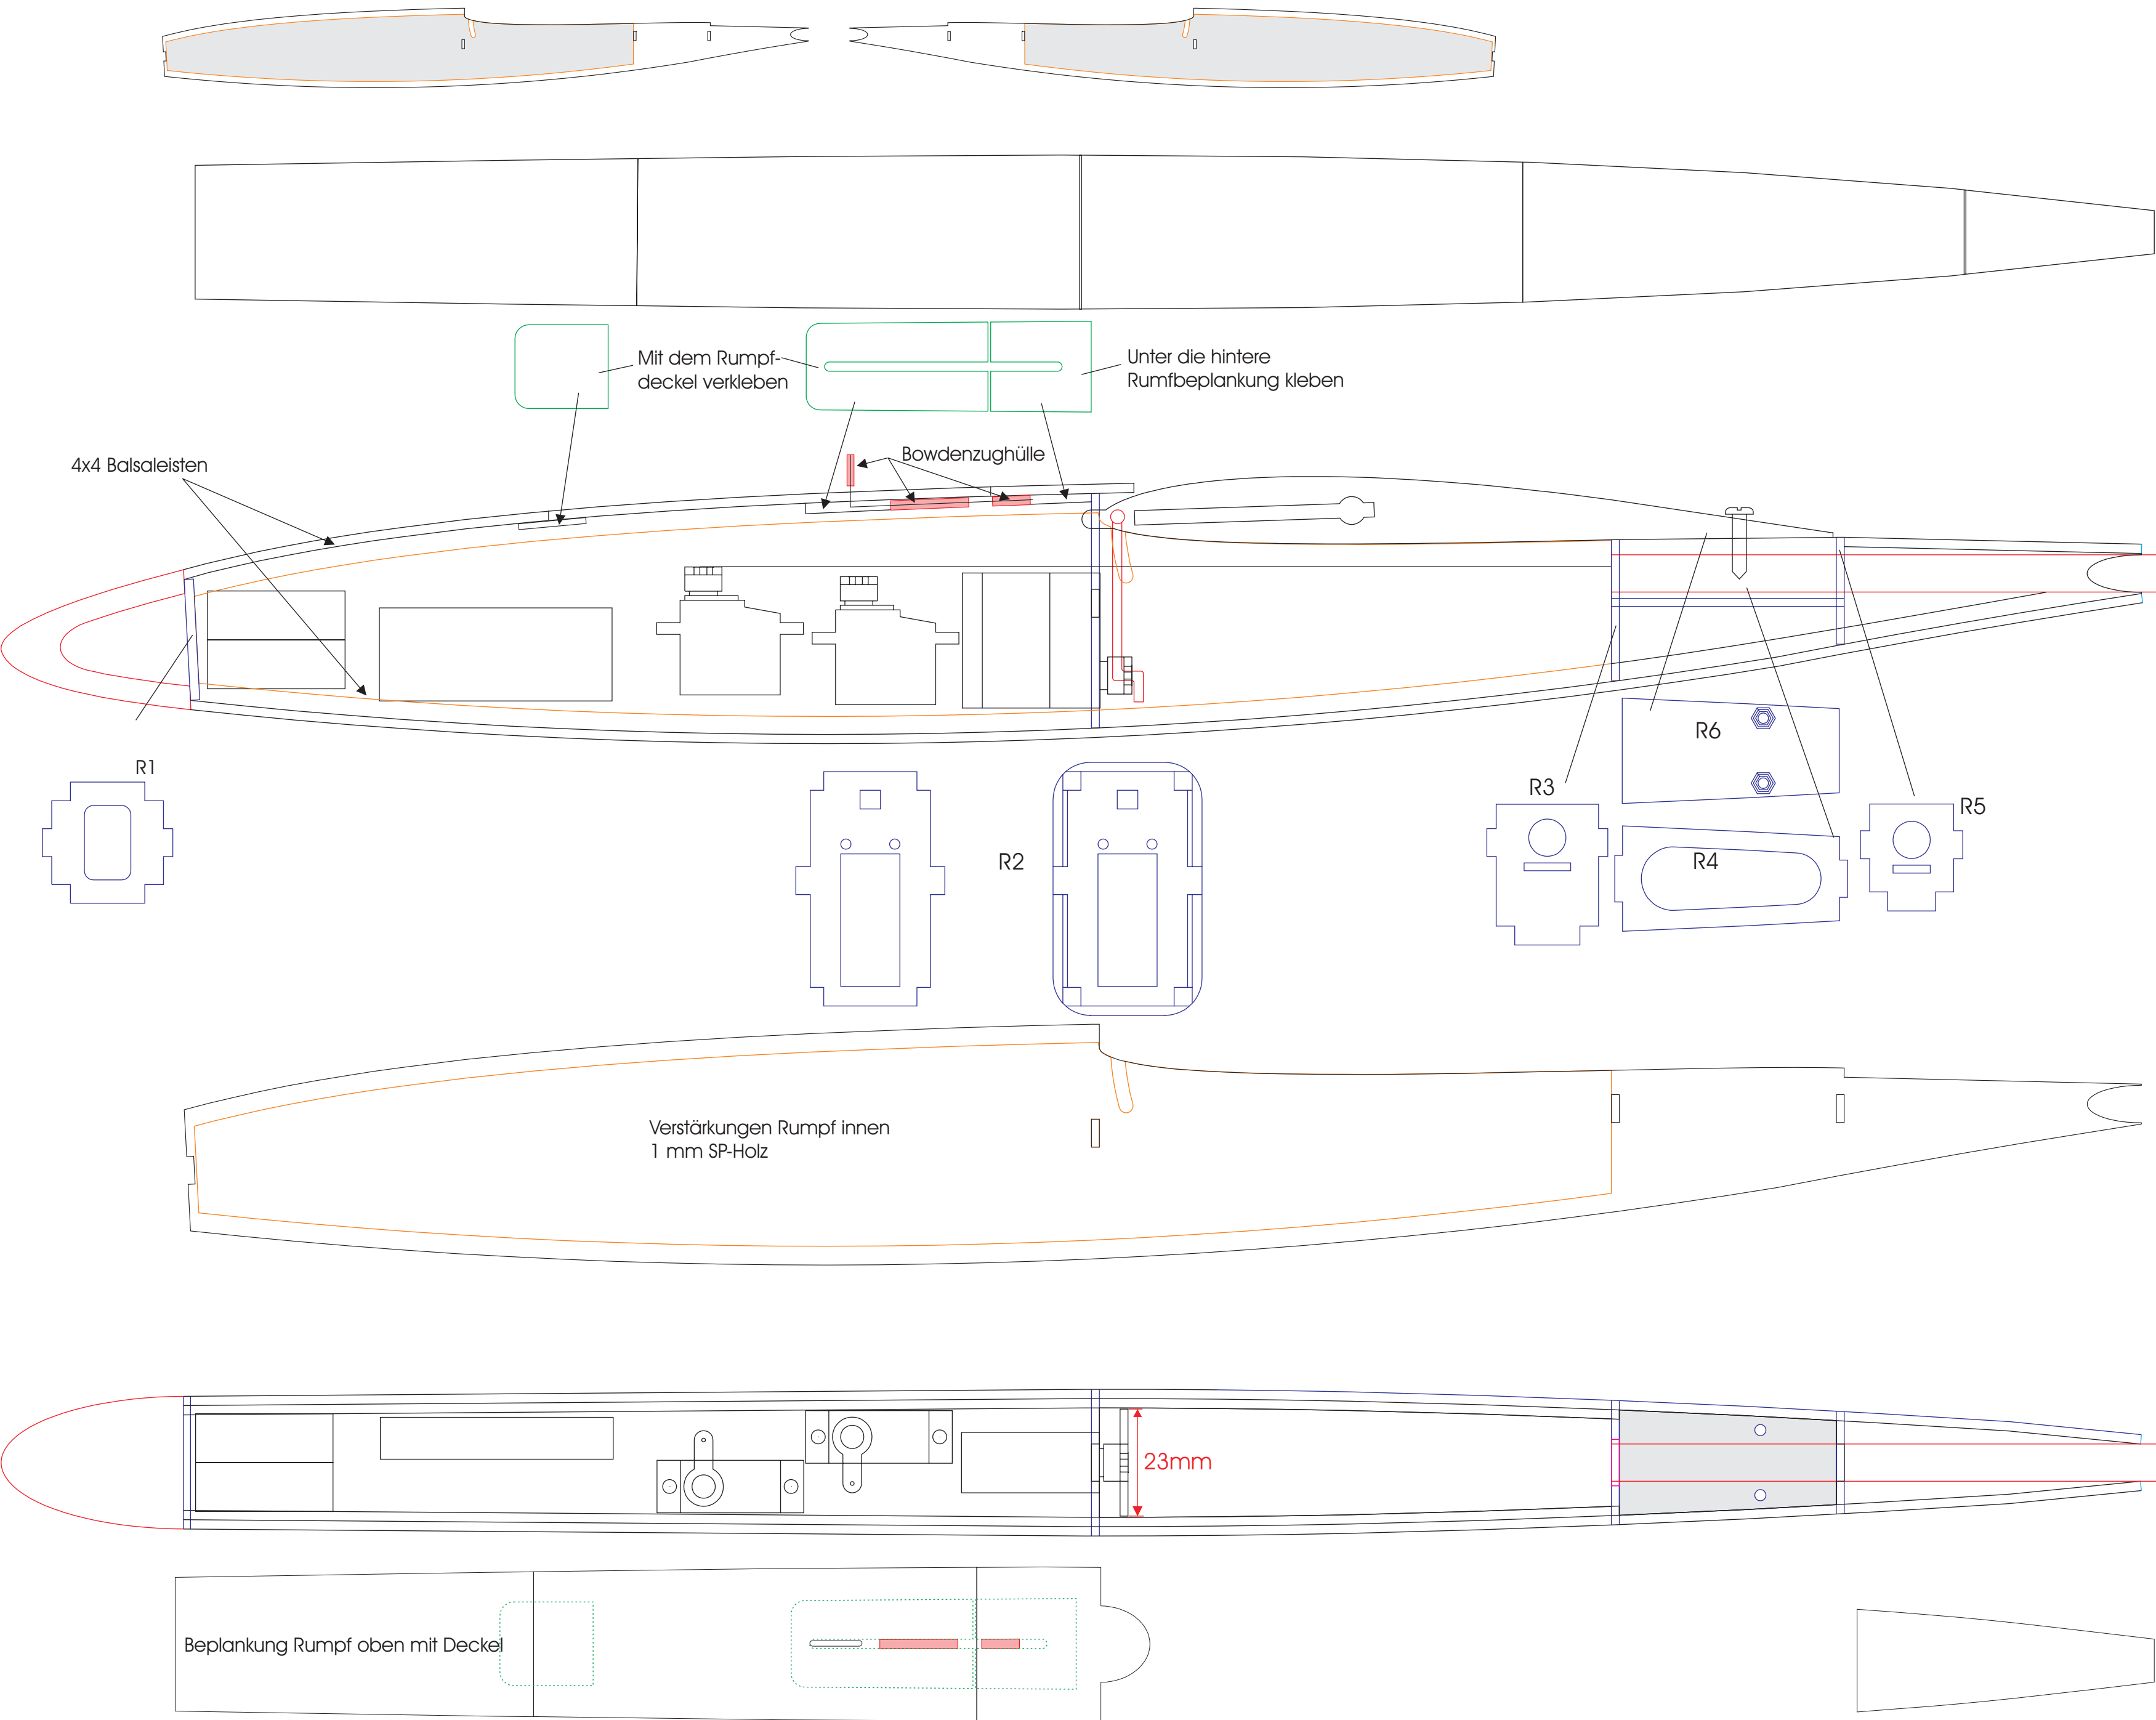 Mit dem Rumpf-
deckel verkleben
Unter die hintere
Rumfbeplankung kleben
4x4 Balsaleisten
Bowdenzughülle
R1
R2
R3
R6
R4
R5
Verstärkungen Rumpf innen
1 mm SP-Holz
23mm
Beplankung Rumpf oben mit Deckel